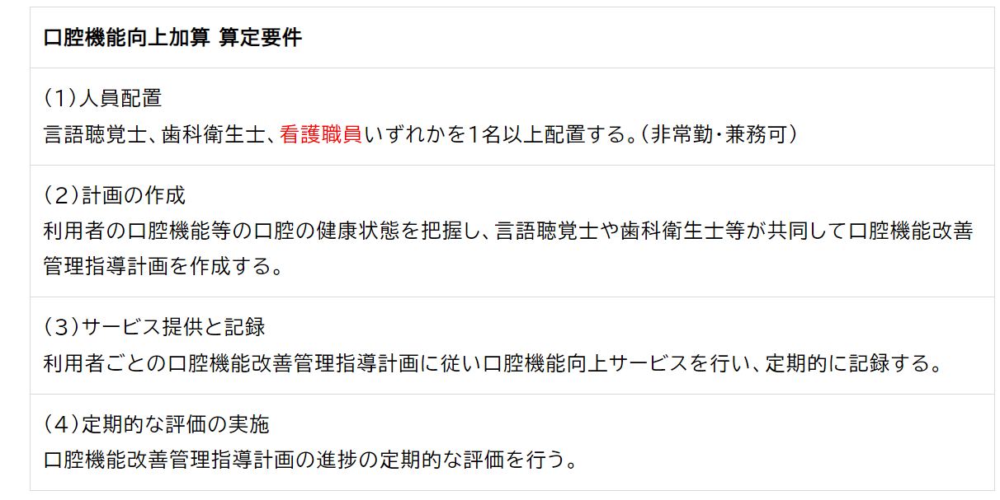 口腔機能向上加算 算定要件
（1）人員配置
言語聴覚士、歯科衛生士、看護職員いずれかを1名以上配置する。（非常勤・兼務可）
（2）計画の作成
利用者の口腔機能等の口腔の健康状態を把握し、言語聴覚士や歯科衛生士等が共同して口腔機能改善
管理指導計画を作成する。
（3）サービス提供と記録
利用者ごとの口腔機能改善管理指導計画に従い口腔機能向上サービスを行い、定期的に記録する。
（4）定期的な評価の実施
口腔機能改善管理指導計画の進捗の定期的な評価を行う。